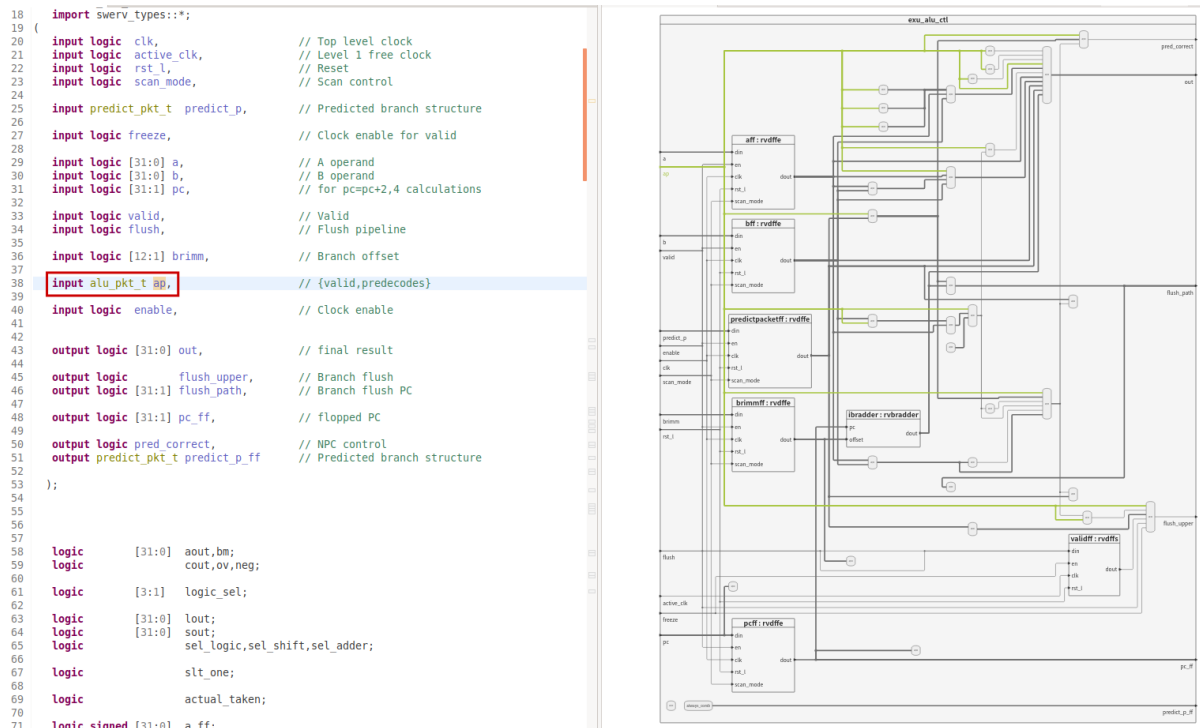 18 import swerv_types::*;
19 (
20 input logic clk, // Top level clock
21 input logic active_clk, // Level 1 free clock
22 input logic rst_l, // Reset
23 input logic scan_mode, // Scan control
24
25 input predict_pkt_t predict_p, // Predicted branch structure
26
27 input logic freeze, // Clock enable for valid
28
29 input logic [31:0] a, // A operand
30 input logic [31:0] b, // B operand
31 input logic [31:1] pc, // for pc=pc+2,4 calculations
32
33 input logic valid, // Valid
34 input logic flush, // Flush pipeline
35
36 input logic [12:1] brimm, // Branch offset
37
38 input alu_pkt_t ap, // {valid,predecodes}
39
40 input logic enable, // Clock enable
41
42
43 output logic [31:0] out, // final result
44
45 output logic flush_upper, // Branch flush
46 output logic [31:1] flush_path, // Branch flush PC
47
48 output logic [31:1] pc_ff, // flopped PC
49
50 output logic pred_correct, // NPC control
51 output predict_pkt_t predict_p_ff // Predicted branch structure
52
53 );
54
55
56
57
58 logic [31:0] aout,bm;
59 logic cout,ov,neg;
60
61 logic [3:1] logic_sel;
62
63 logic [31:0] lout;
64 logic [31:0] sout;
65 logic sel_logic,sel_shift,sel_adder;
66
67 logic slt_one;
68
69 logic actual_taken;
70
71 logic signed [31:0] a_ff;
exu_alu_ctl
pred_correct
out
aff : rvdffe
din
en
clk
rst_l
scan_mode
dout
a
ap
bff : rvdffe
din
en
clk
rst_l
scan_mode
dout
b
valid
flush_path
predictpacketff : rvdffe
din
en
clk
rst_l
scan_mode
dout
predict_p
enable
clk
scan_mode
brimmff : rvdffe
din
en
clk
rst_l
scan_mode
dout
brimm
rst_l
ibradder : rvbradder
pc
offset
dout
flush_upper
validff : rvdffs
din
en
clk
rst_l
dout
flush
active_clk
freeze
pc
pcff : rvdffe
din
en
clk
rst_l
scan_mode
dout
pc_ff
predict_p_ff